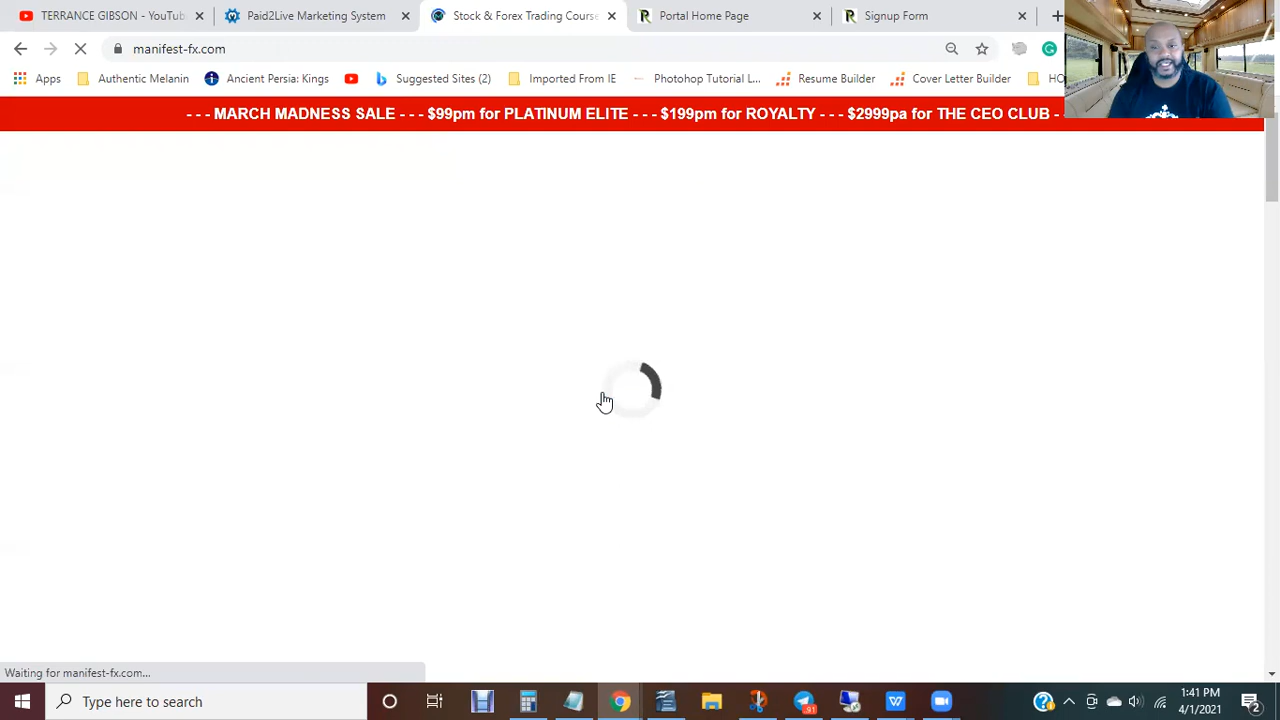 TERRANCE GIBSON - YouTub
Paid2Live Marketing System
Stock & Forex Trading Course
Portal Home Page
Signup Form
manifest-fx.com
Apps
Authentic Melanin
Ancient Persia: Kings
Suggested Sites (2)
Imported From IE
Photohop Tutorial L...
Resume Builder
Cover Letter Builder
HO
- - - MARCH MADNESS SALE - - - $99pm for PLATINUM ELITE - - - $199pm for ROYALTY - - - $2999pa for THE CEO CLUB -
Waiting for manifest-fx.com...
Type here to search
1:41 PM
4/1/2021